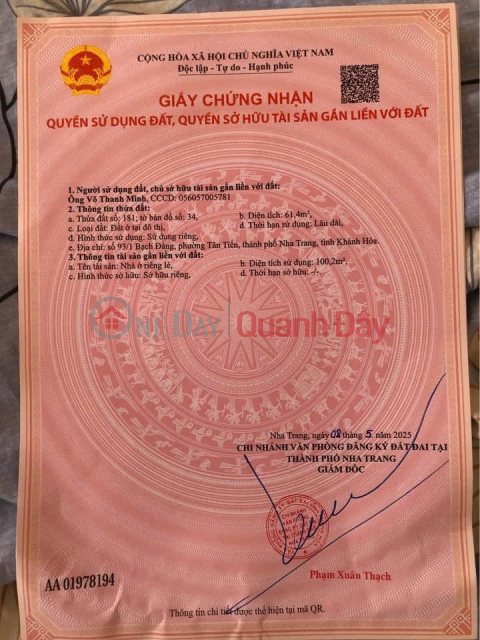 CỘNG HÒA XÃ HỘI CHỦ NGHĨA VIỆT NAM
Độc lập - Tự do - Hạnh phúc
GIẤY CHỨNG NHẬN
QUYỀN SỬ DỤNG ĐẤT, QUYỀN SỞ HỮU TÀI SẢN GẮN LIỀN VỚI ĐẤT
1. Người sử dụng đất, chủ sở hữu tài sản gắn liền với đất:
Ông Võ Thanh Minh, CCCD: 056057005781
2. Thông tin thửa đất:
a. Thửa đất số: 181; tờ bản đồ số: 34, b. Diện tích: 61,4m²,
c. Loại đất: Đất ở tại đô thị, d. Thời hạn sử dụng: Lâu dài,
đ. Hình thức sử dụng: Sử dụng riêng,
e. Địa chỉ: số 93/1 Bạch Đằng, phường Tân Tiến, thành phố Nha Trang, tỉnh Khánh Hòa.
3. Thông tin tài sản gắn liền với đất:
a. Tên tài sản: Nhà ở riêng lẻ, b. Diện tích sử dụng: 100,2m²,
c. Hình thức sở hữu: Sở hữu riêng, d. Thời hạn sở hữu: -/-.
ONE DAY Quanh Đây
Nha Trang, ngày 08 tháng 5 năm 2025
CHI NHÁNH VĂN PHÒNG ĐĂNG KÝ ĐẤT ĐAI TẠI
THÀNH PHỐ NHA TRANG
GIÁM ĐỐC
Phạm Xuân Thạch
AA 01978194
Thông tin chi tiết được thể hiện tại mã QR.